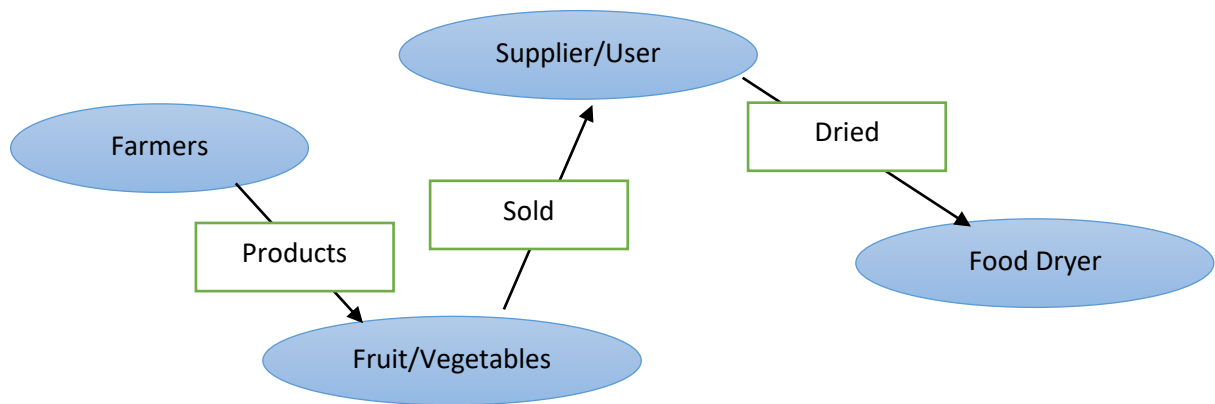 Supplier/User
Dried
Farmers
Sold
Products
Food Dryer
Fruit/Vegetables